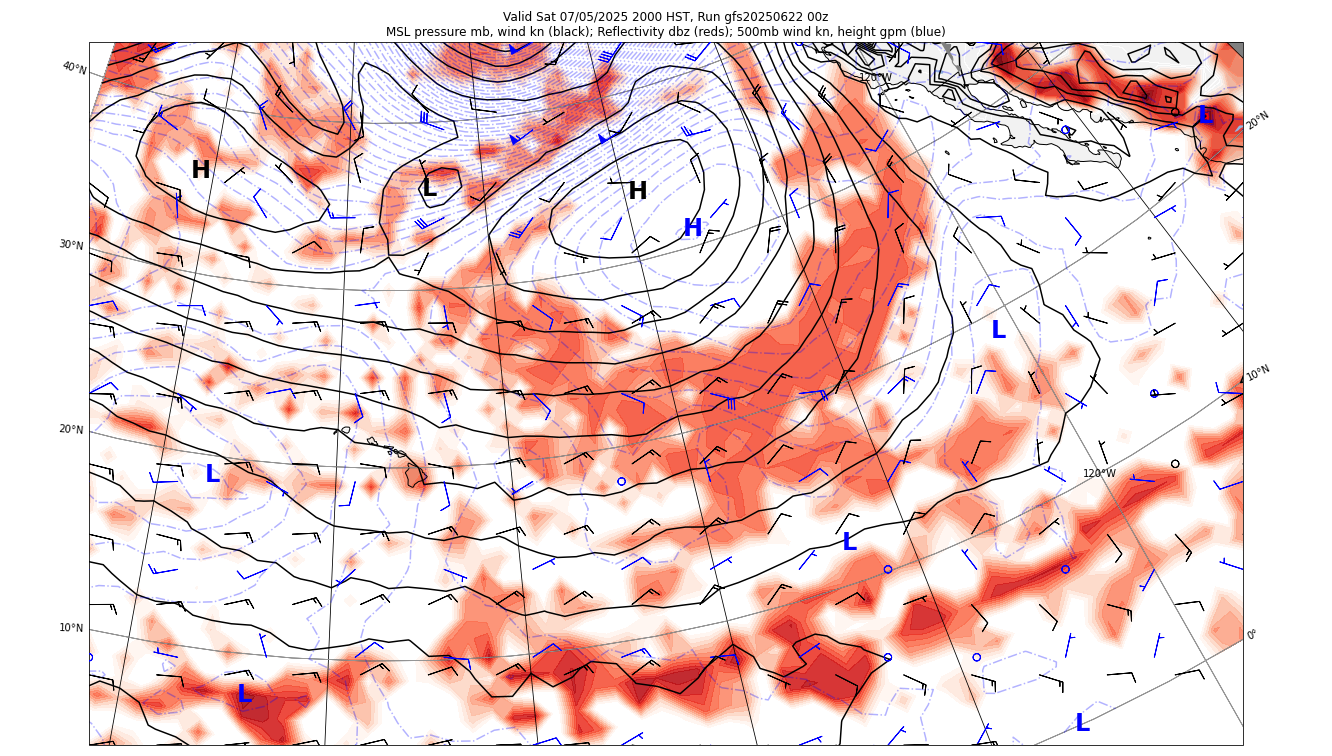 Valid Sat 07/05/2025 2000 HST, Run gfs20250622 00z
MSL pressure mb, wind kn (black); Reflectivity dbz (reds); 500mb wind kn, height gpm (blue)
40°N
120°W
L
20°N
H
L
H
H
30°N
L
10°N
20°N
L
120°W
L
10°N
0°
L
L